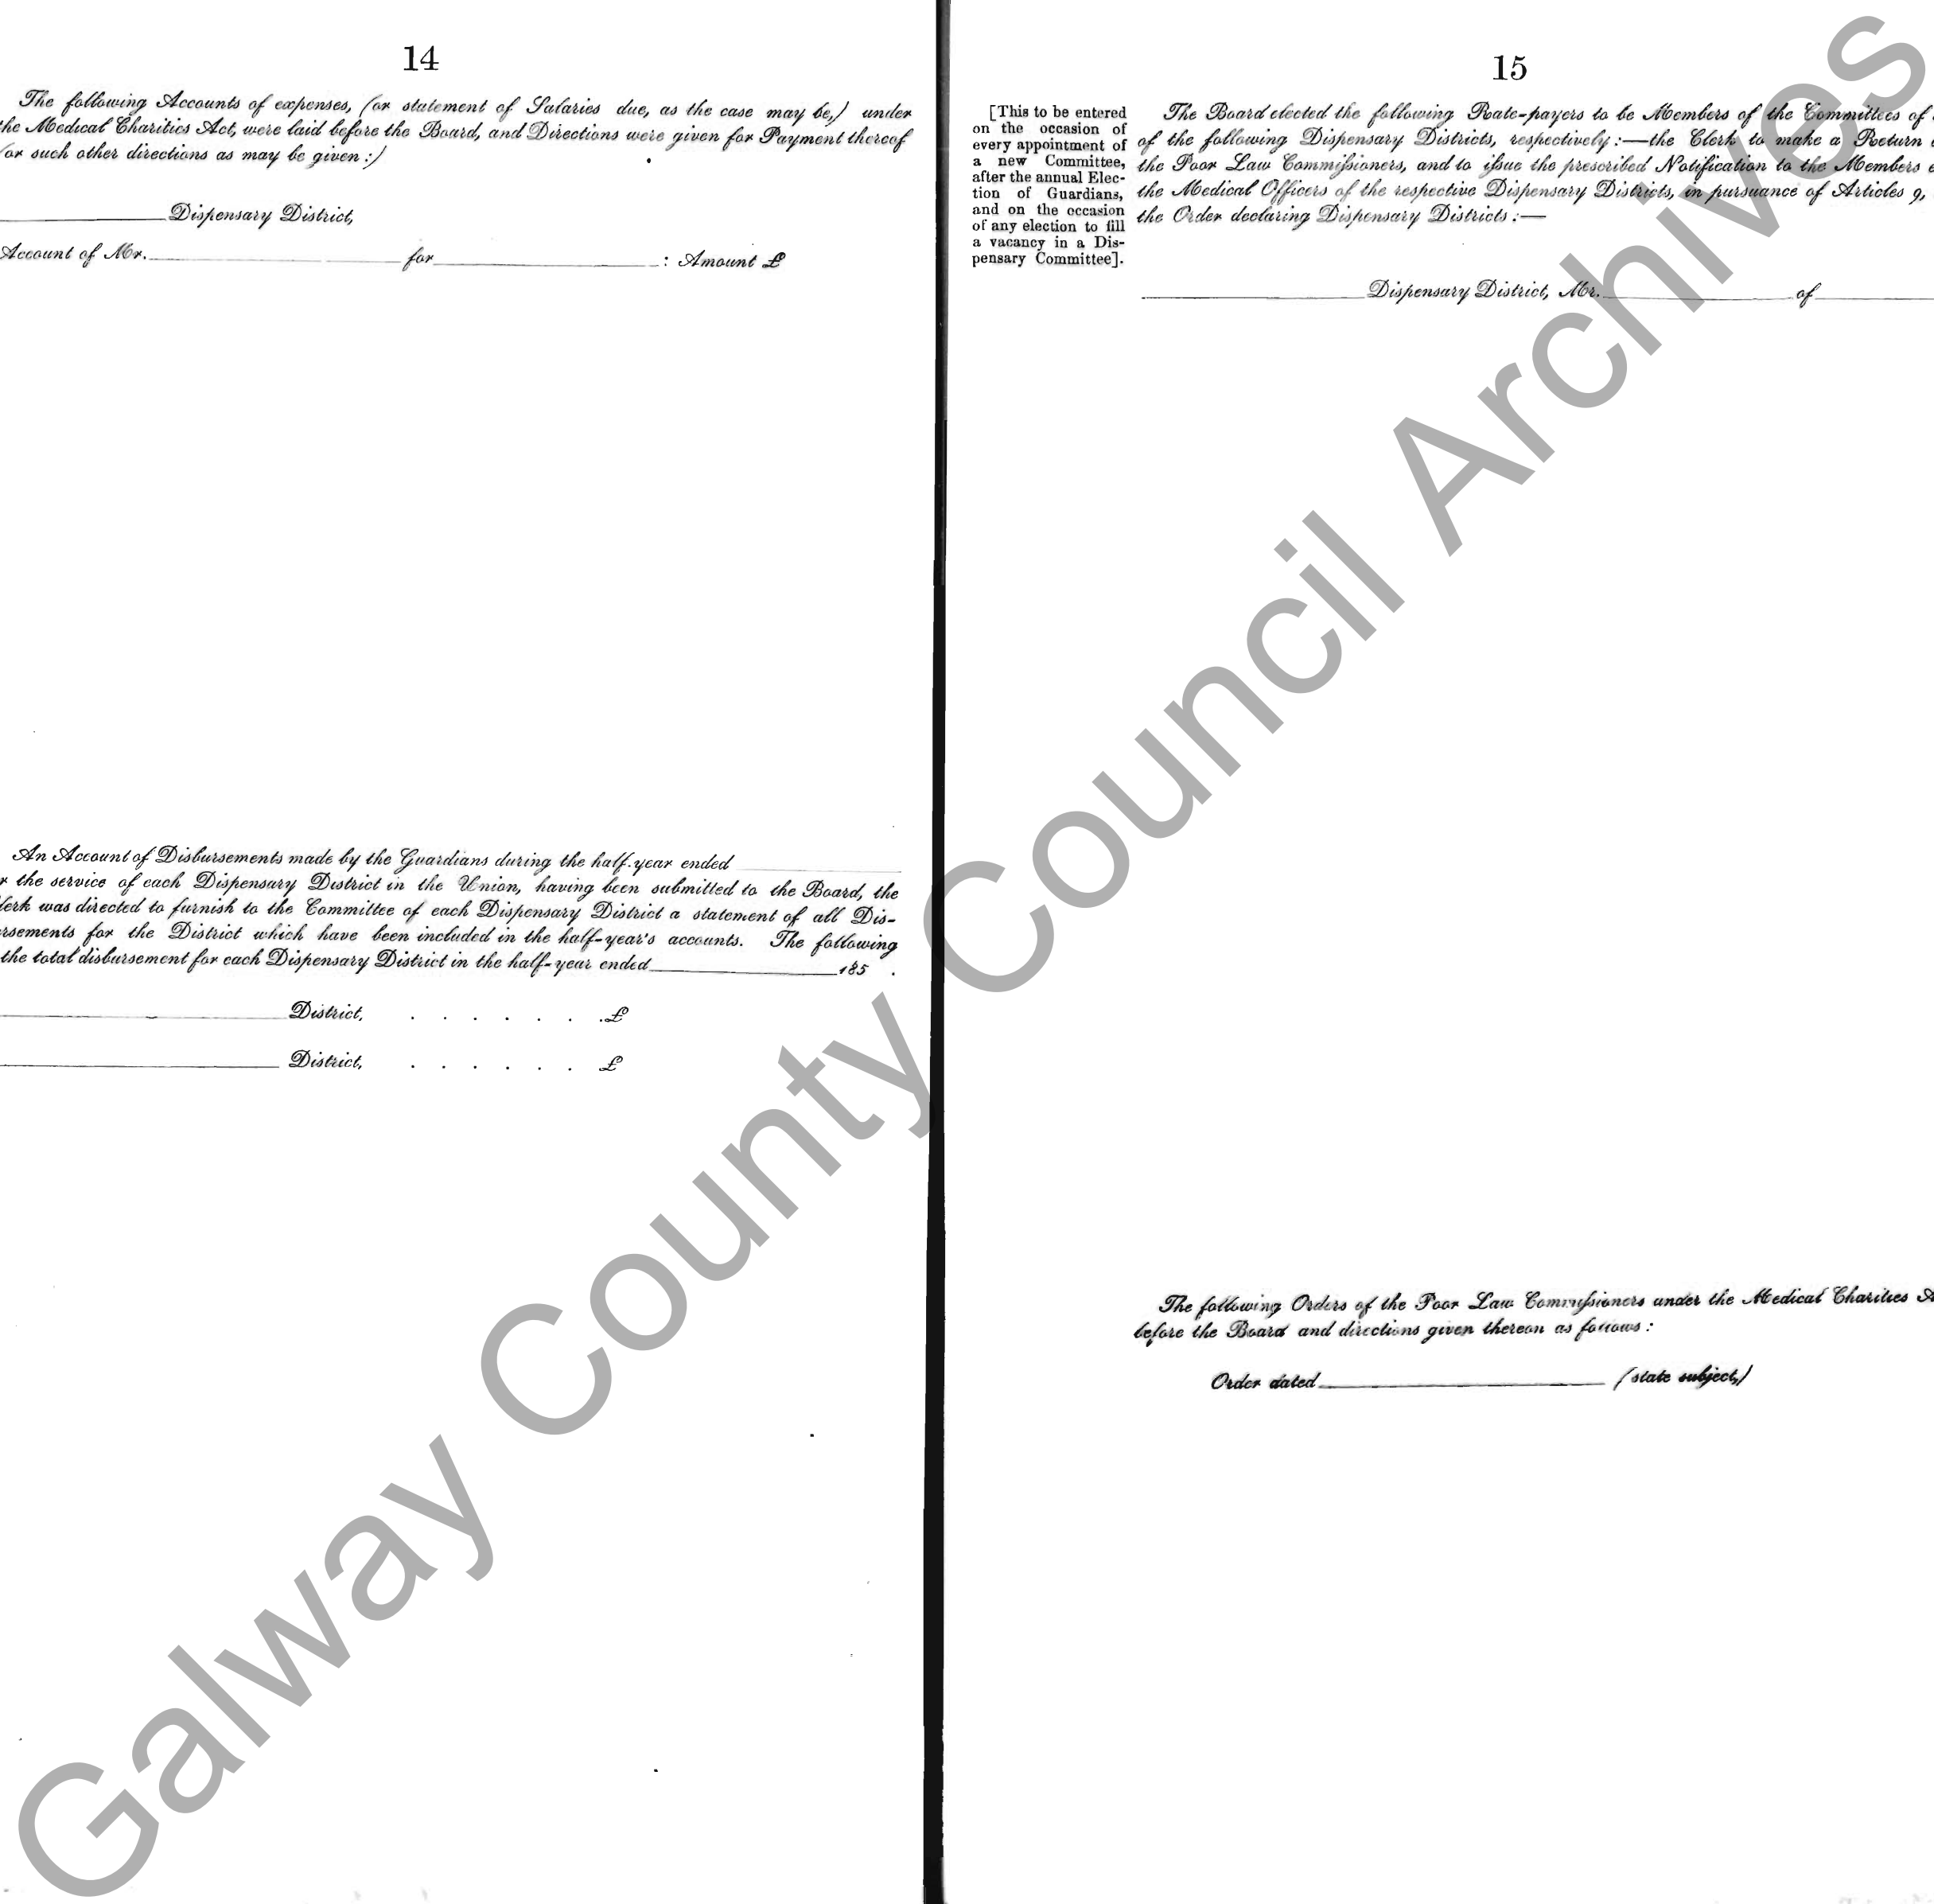 14
The following Accounts of expenses, (or statement of Salaries due, as the case may be,) under
the Medical Charities Act, were laid before the Board, and Directions were given for Payment thereof
(or such other directions as may be given:)
Dispensary District,
Account of Mr. for : Amount £
An Account of Disbursements made by the Guardians during the half-year ended
the service of each Dispensary District in the Union, having been submitted to the Board, the
lerk was directed to furnish to the Committee of each Dispensary District a statement of all Dis-
rsements for the District which have been included in the half-year's accounts. The following
the total disbursement for each Dispensary District in the half-year ended 185 .
District, . . . . . . £
District, . . . . . . £
15
[This to be entered
on the occasion of
every appointment of
a new Committee,
after the annual Elec-
tion of Guardians,
and on the occasion
of any election to fill
a vacancy in a Dis-
pensary Committee].
The Board elected the following Rate-payers to be Members of the Committees of
of the following Dispensary Districts, respectively:—the Clerk to make a Return
the Poor Law Commissioners, and to issue the prescribed Notification to the Members
the Medical Officers of the respective Dispensary Districts, in pursuance of Articles 9,
the Order declaring Dispensary Districts:—
Dispensary District, Mr. of
The following Orders of the Poor Law Commissioners under the Medical Charities A
before the Board and directions given thereon as follows:
Order dated (state subject,)
Galway County Council Archives